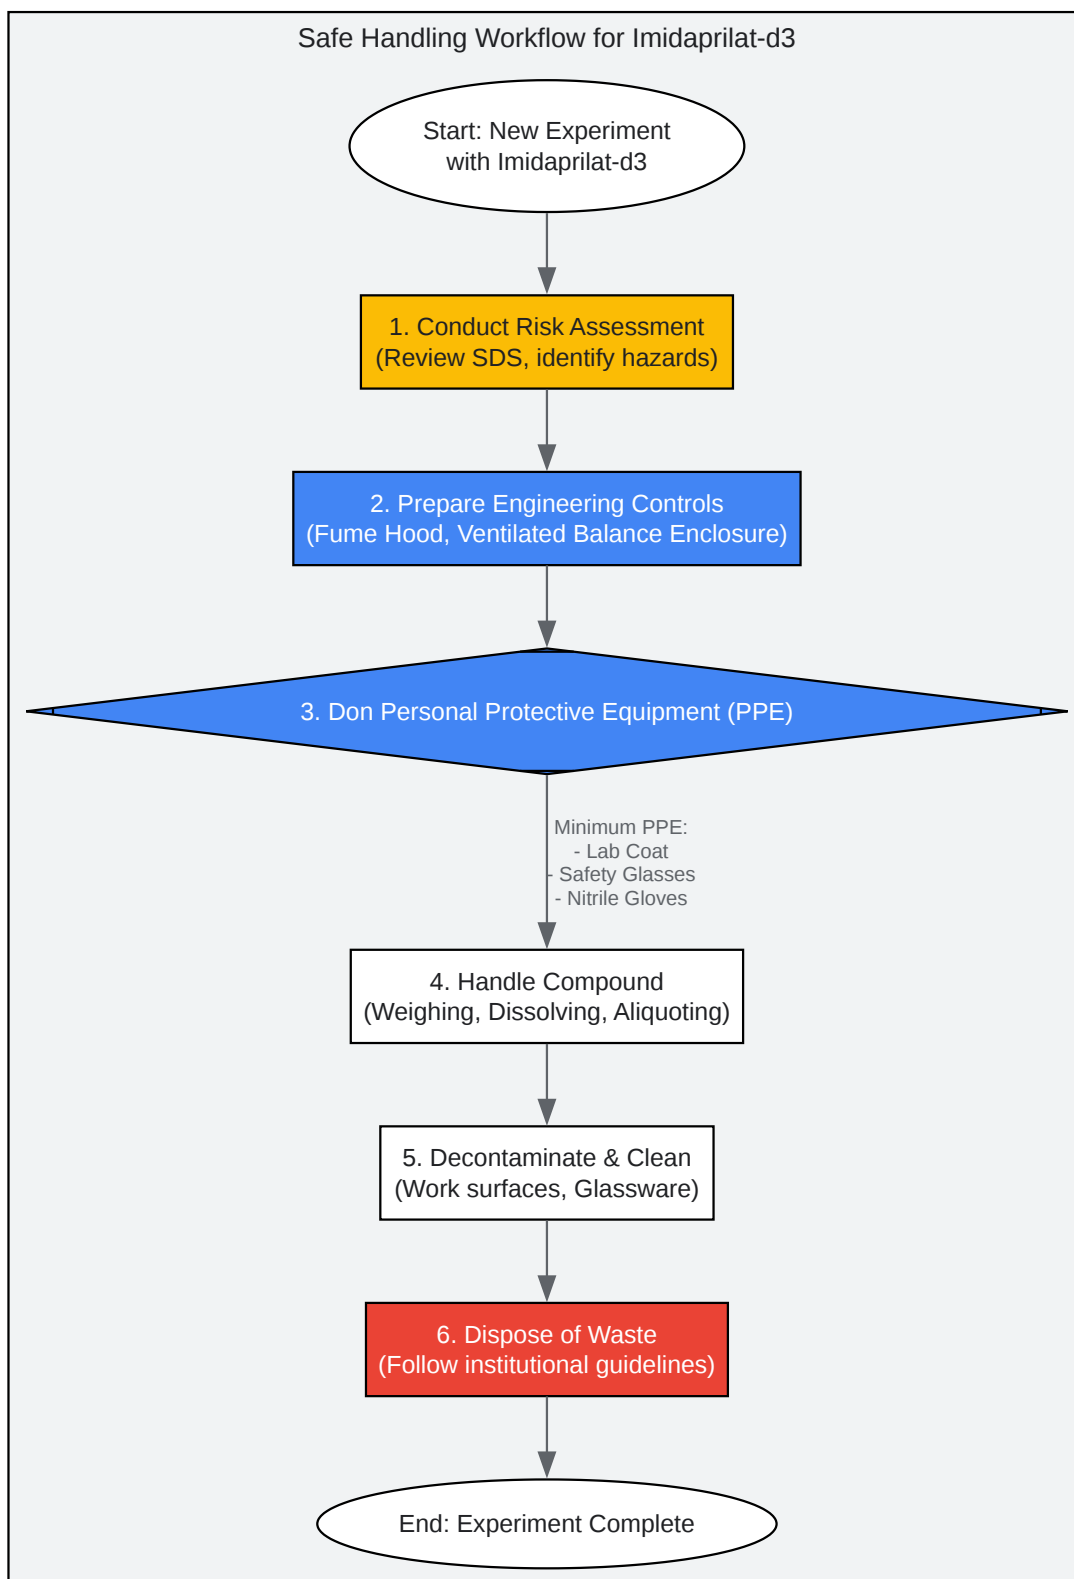 Safe Handling Workflow for Imidaprilat-d3
Start: New Experiment
with Imidaprilat-d3
1. Conduct Risk Assessment
(Review SDS, identify hazards)
2. Prepare Engineering Controls
(Fume Hood, Ventilated Balance Enclosure)
3. Don Personal Protective Equipment (PPE)
Minimum PPE:
- Lab Coat
- Safety Glasses
- Nitrile Gloves
4. Handle Compound
(Weighing, Dissolving, Aliquoting)
5. Decontaminate & Clean
(Work surfaces, Glassware)
6. Dispose of Waste
(Follow institutional guidelines)
End: Experiment Complete